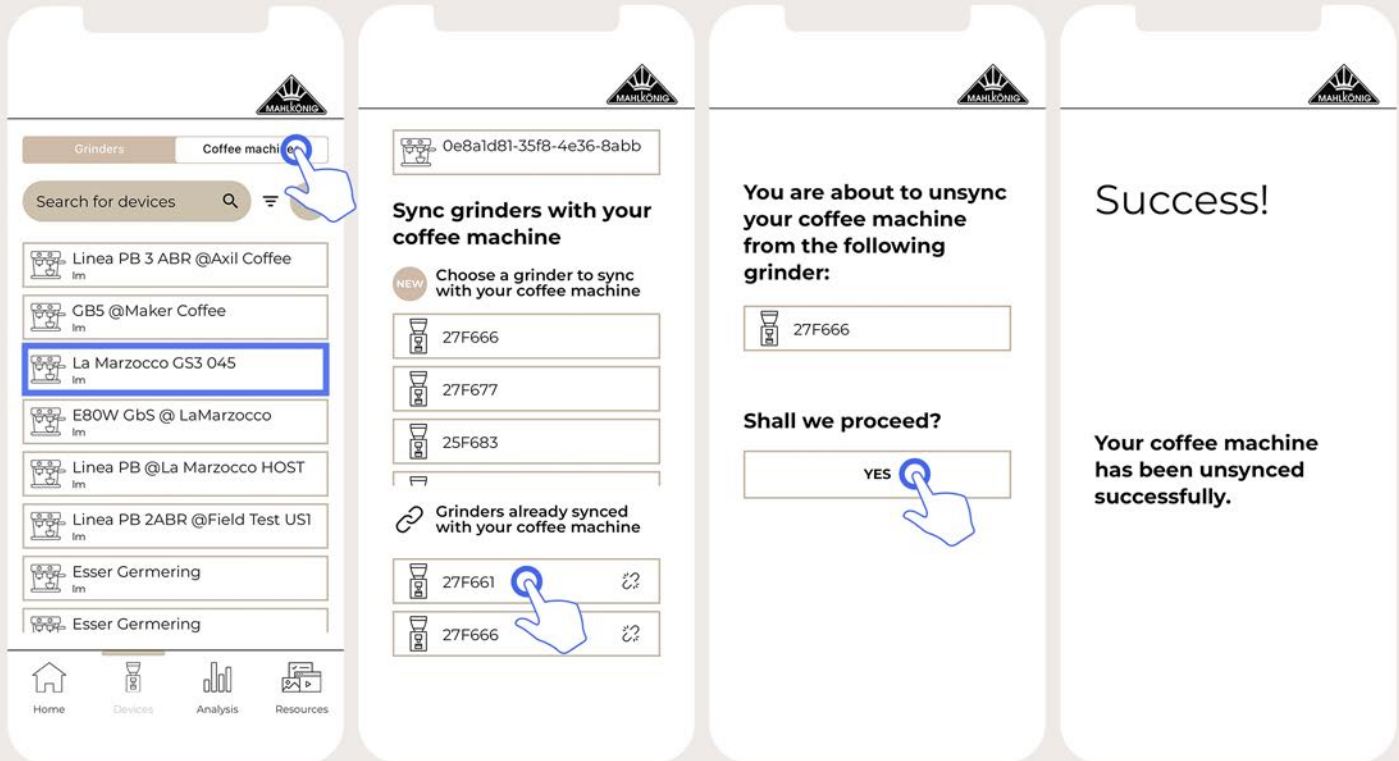 MAHLKÖNIG
Grinders
Coffee machine
Search for devices
Linea PB 3 ABR @Axil Coffee
lm
GB5 @Maker Coffee
lm
La Marzocco GS3 045
lm
E80W GbS @ LaMarzocco
lm
Linea PB @La Marzocco HOST
lm
Linea PB 2ABR @Field Test US1
lm
Esser Germering
lm
Esser Germering
Home
Devices
Analysis
Resources
MAHLKÖNIG
0e8a1d81-35f8-4e36-8abb
Sync grinders with your
coffee machine
NEW
Choose a grinder to sync
with your coffee machine
27F666
27F677
25F683
Grinders already synced
with your coffee machine
27F661
27F666
MAHLKÖNIG
You are about to unsync
your coffee machine
from the following
grinder:
27F666
Shall we proceed?
YES
MAHLKÖNIG
Success!
Your coffee machine
has been unsynced
successfully.